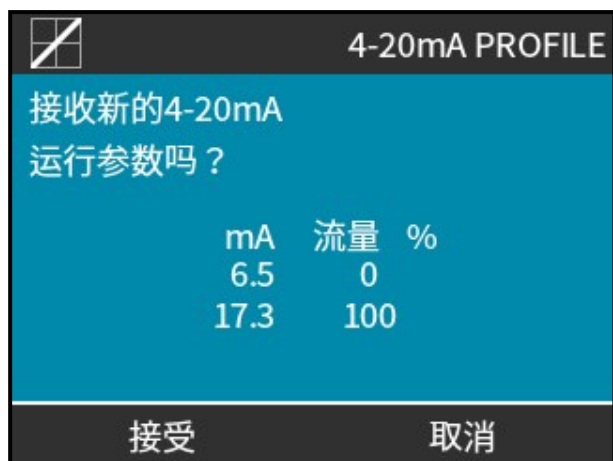 4-20mA PROFILE
接收新的4-20mA
运行参数吗？
mA 流量 %
6.5 0
17.3 100
接受 取消